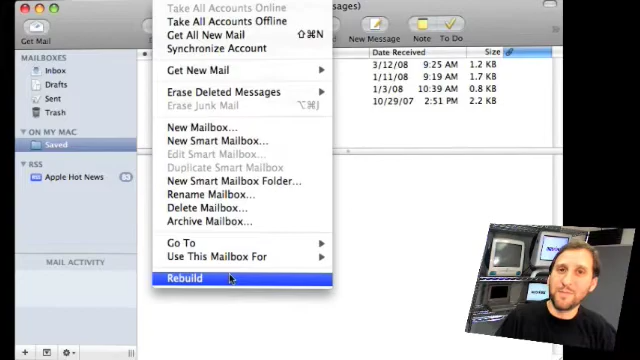 ages)
Get Mail
New Message
Note
To Do
MAILBOXES
Inbox
Drafts
Sent
Trash
ON MY MAC
Saved
RSS
Apple Hot News
MAIL ACTIVITY
Take All Accounts Online
Take All Accounts Offline
Get All New Mail ⇧⌘N
Synchronize Account
Get New Mail
Erase Deleted Messages
Erase Junk Mail ⌥⌘J
New Mailbox...
New Smart Mailbox...
Edit Smart Mailbox...
Duplicate Smart Mailbox
New Smart Mailbox Folder...
Rename Mailbox...
Delete Mailbox...
Archive Mailbox...
Go To
Use This Mailbox For
Rebuild
Date Received Size
3/12/08 9:25 AM 1.2 KB
1/11/08 9:19 AM 1.7 KB
1/3/08 10:39 AM 0.8 KB
10/29/07 2:51 PM 2.2 KB